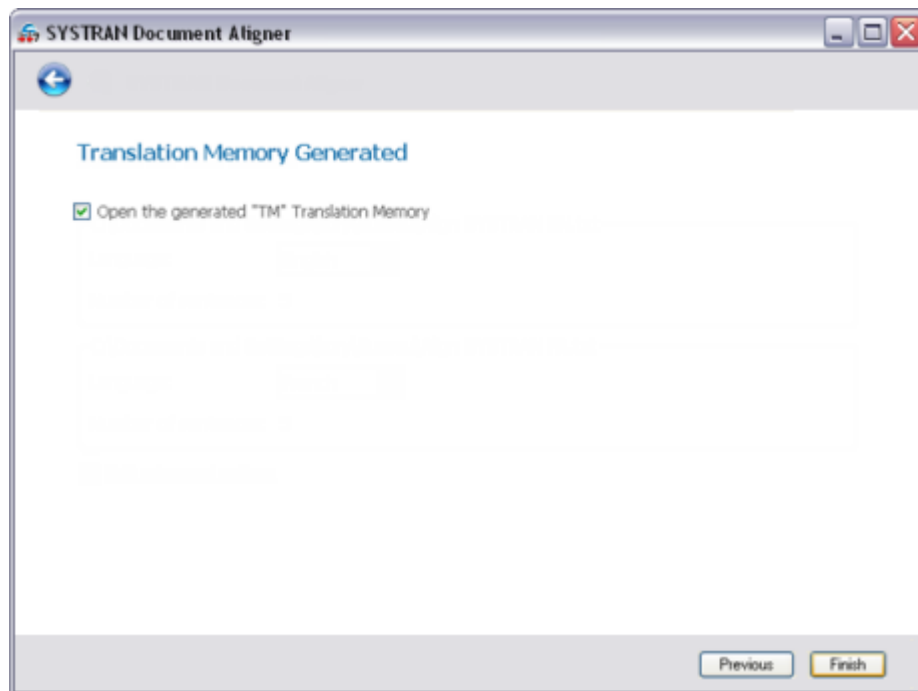 SYSTRAN Document Aligner
Translation Memory Generated
Open the generated "TM" Translation Memory
Previous
Finish